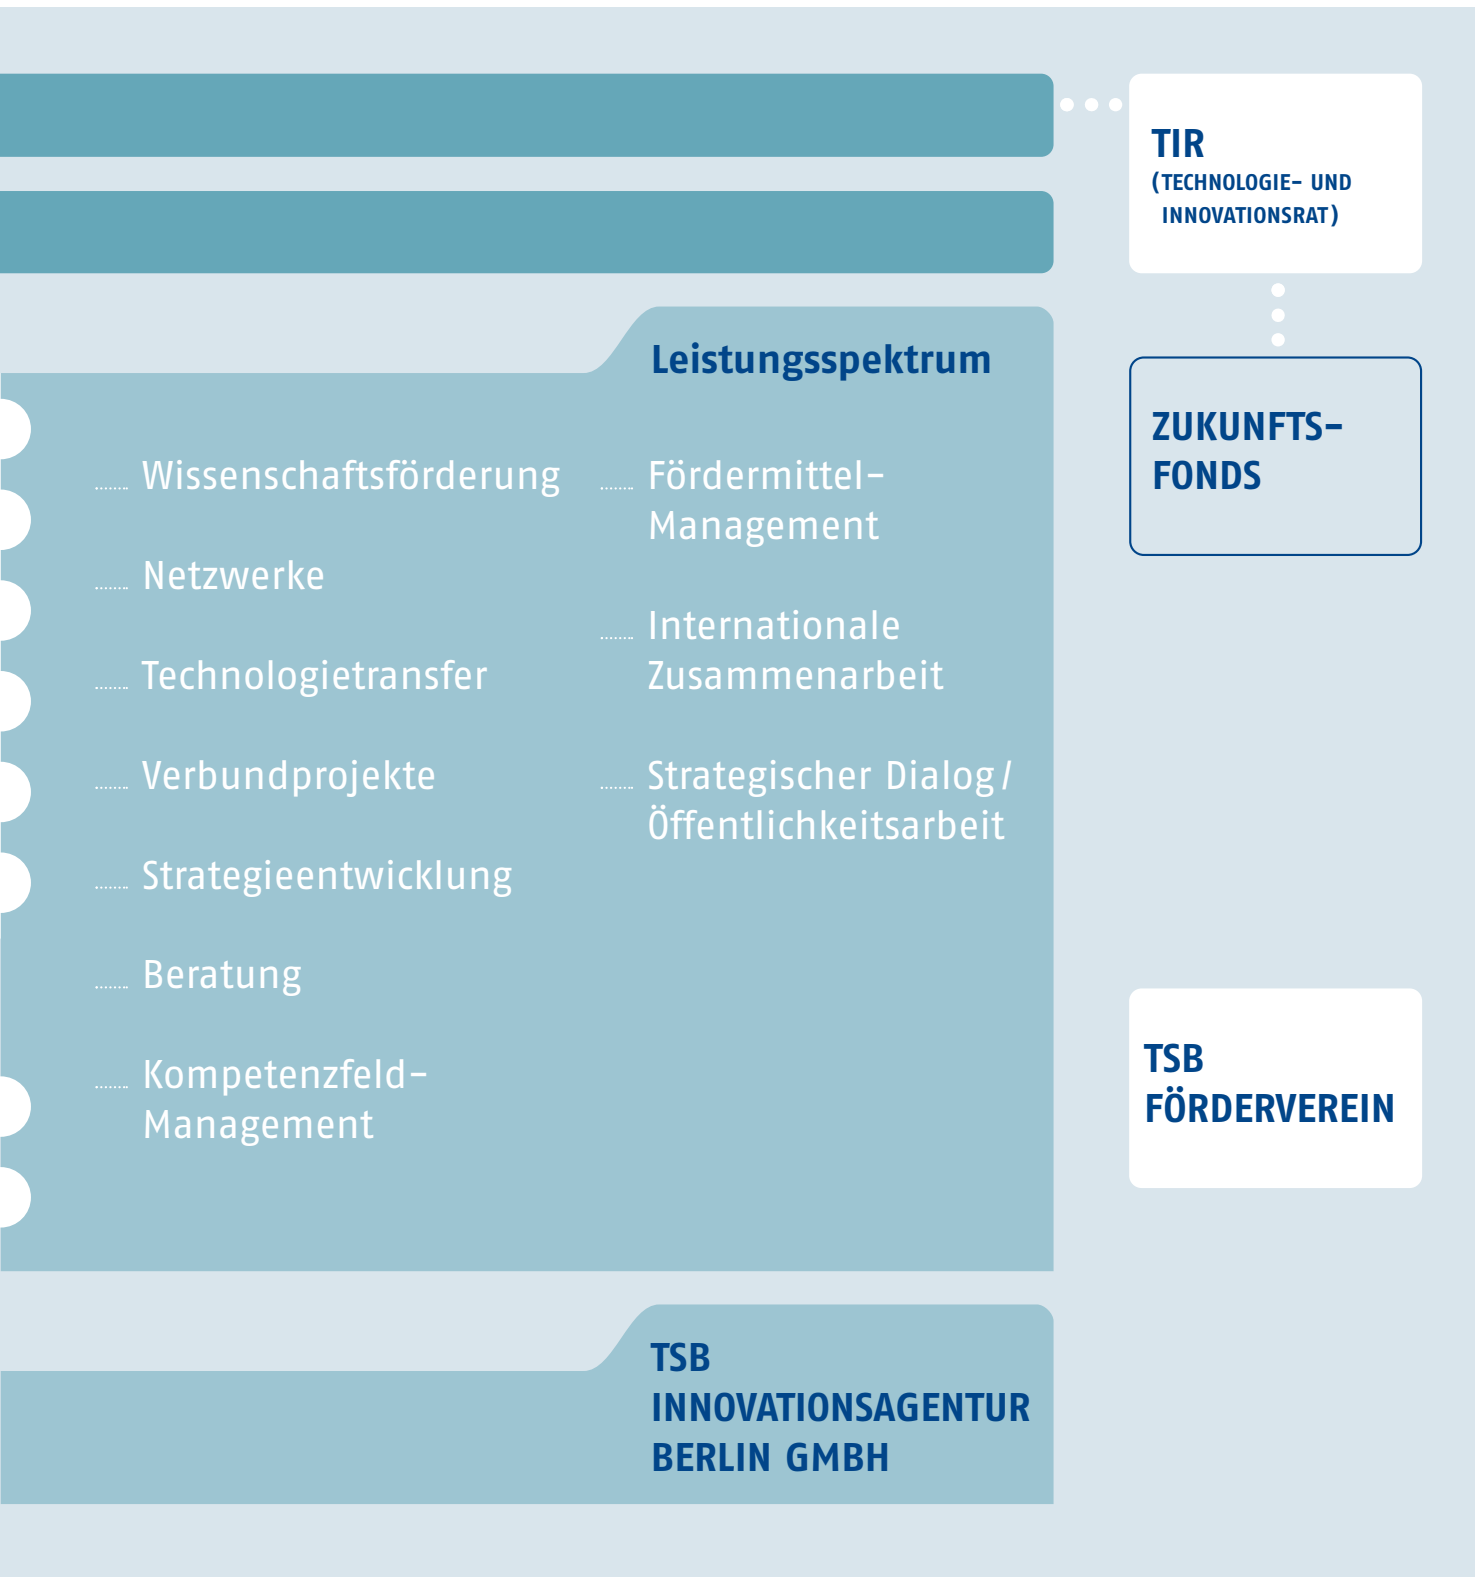 TIR
(TECHNOLOGIE- UND
INNOVATIONSRAT)
Leistungsspektrum
Wissenschaftsförderung
Netzwerke
Technologietransfer
Verbundprojekte
Strategieentwicklung
Beratung
Kompetenzfeld-
Management
Fördermittel-
Management
Internationale
Zusammenarbeit
Strategischer Dialog/
Öffentlichkeitsarbeit
ZUKUNFTS-
FONDS
TSB
FÖRDERVEREIN
TSB
INNOVATIONSAGENTUR
BERLIN GMBH